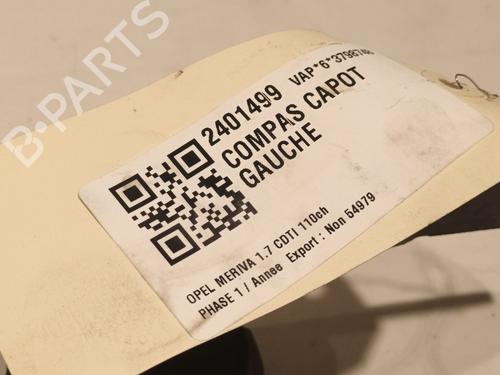 B-PARTS
2401499 VAP*6*3798748
COMPAS CAPOT
GAUCHE
OPEL MERIVA 1.7 CDTI 110ch
PHASE 1 / Annee Export : Non 54979